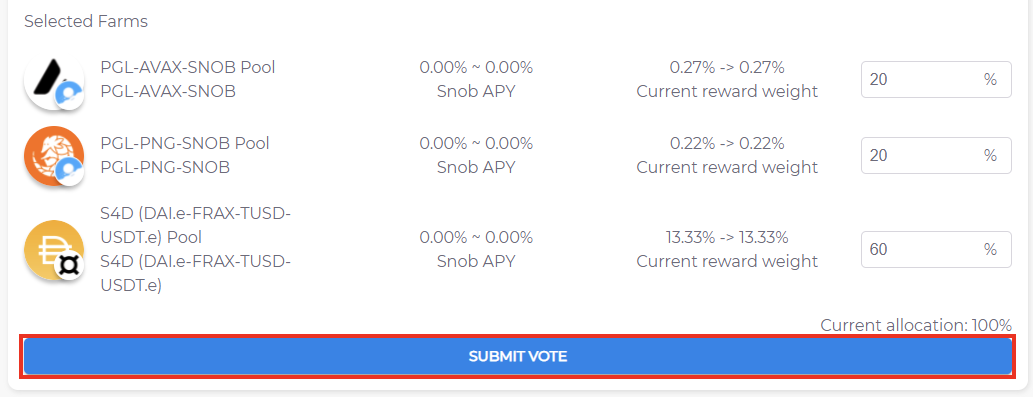 Selected Farms
PGL-AVAX-SNOB Pool
PGL-AVAX-SNOB
0.00% ~ 0.00%
Snob APY
0.27% -> 0.27%
Current reward weight
20 %
PGL-PNG-SNOB Pool
PGL-PNG-SNOB
0.00% ~ 0.00%
Snob APY
0.22% -> 0.22%
Current reward weight
20 %
S4D (DAI.e-FRAX-TUSD-
USDT.e) Pool
S4D (DAI.e-FRAX-TUSD-
USDT.e)
0.00% ~ 0.00%
Snob APY
13.33% -> 13.33%
Current reward weight
60 %
Current allocation: 100%
SUBMIT VOTE